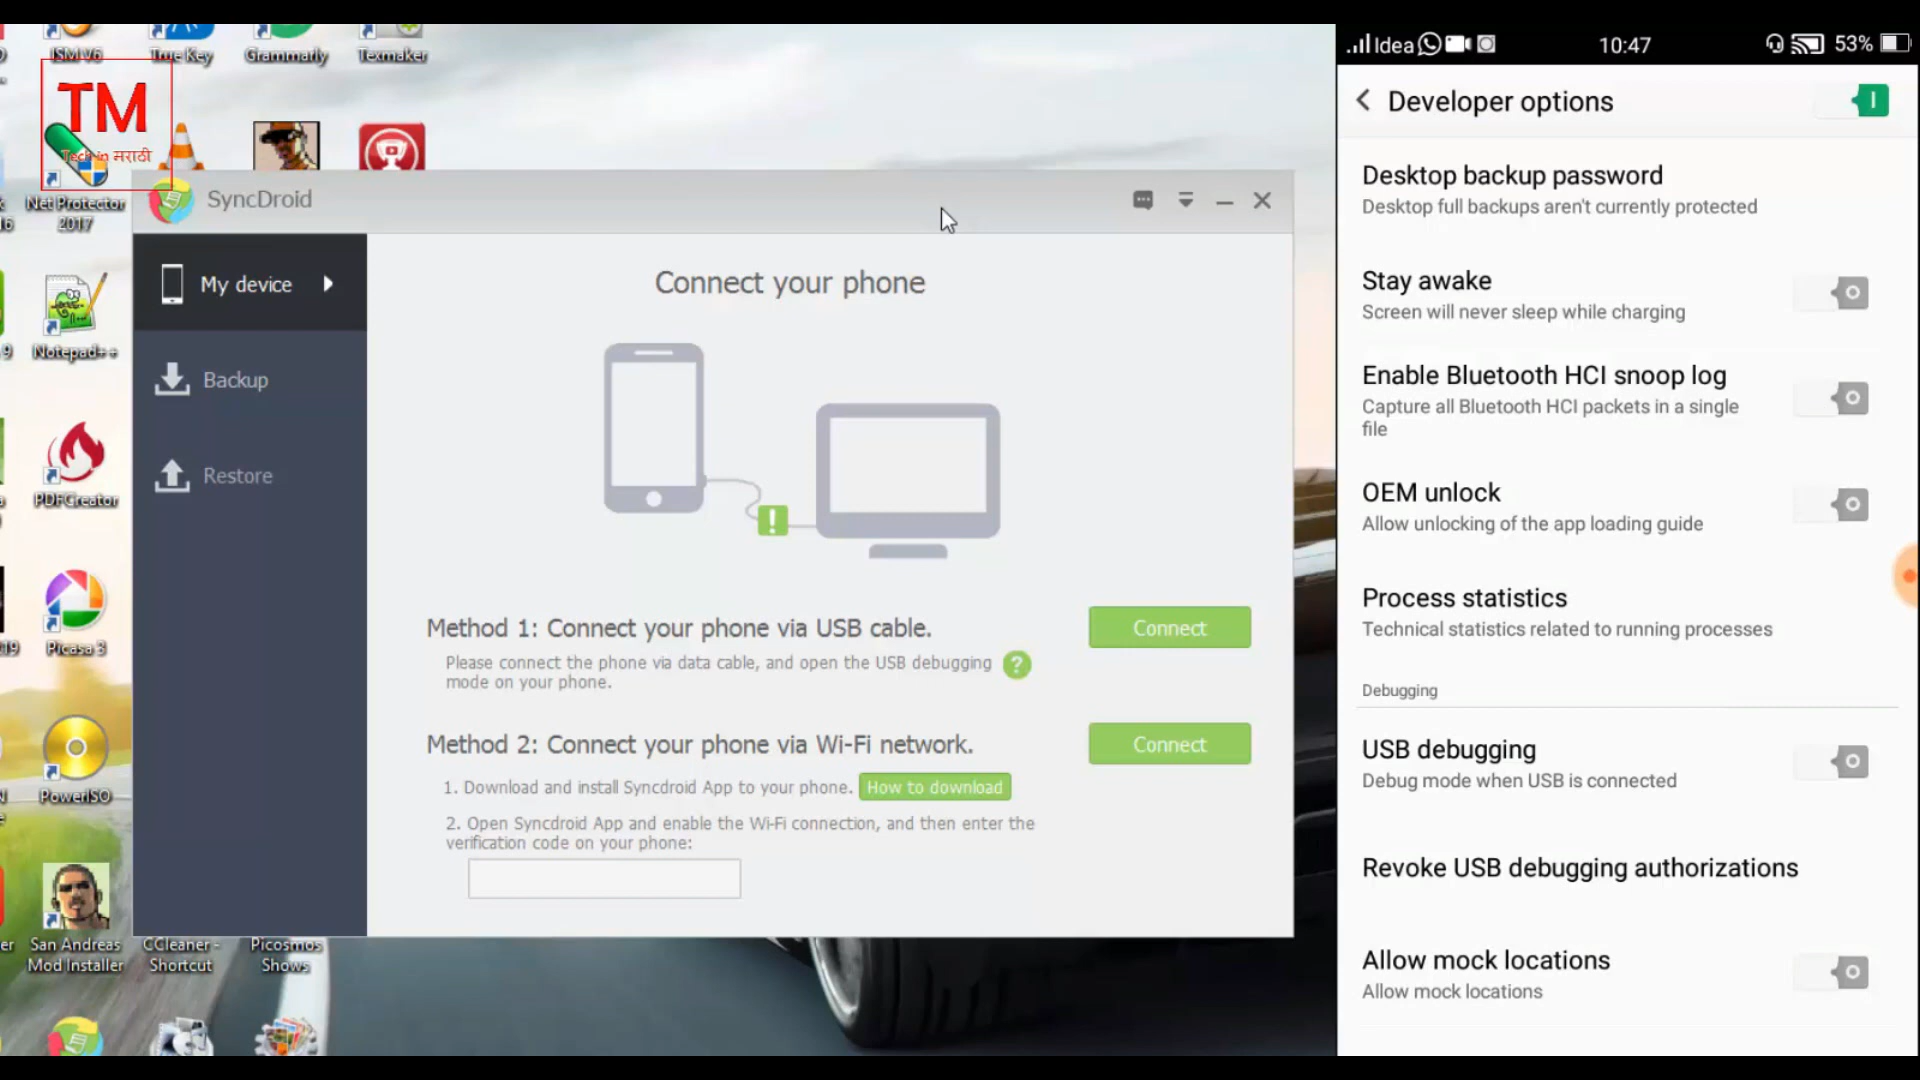 ISM V6
True Key
Grammarly
Texmaker
TM
Tech in मराठी
Net Protector
2017
Notepad++
PDFCreator
Picasa 3
PowerISO
San Andreas
Mod Installer
CCleaner -
Shortcut
Picosmos
Shows
SyncDroid
My device
Backup
Restore
Connect your phone
Method 1: Connect your phone via USB cable.
Connect
Please connect the phone via data cable, and open the USB debugging
mode on your phone.
?
Method 2: Connect your phone via Wi-Fi network.
Connect
1. Download and install Syncdroid App to your phone.
How to download
2. Open Syncdroid App and enable the Wi-Fi connection, and then enter the
verification code on your phone:
Idea
10:47
53%
Developer options
Desktop backup password
Desktop full backups aren't currently protected
Stay awake
Screen will never sleep while charging
Enable Bluetooth HCI snoop log
Capture all Bluetooth HCI packets in a single
file
OEM unlock
Allow unlocking of the app loading guide
Process statistics
Technical statistics related to running processes
Debugging
USB debugging
Debug mode when USB is connected
Revoke USB debugging authorizations
Allow mock locations
Allow mock locations